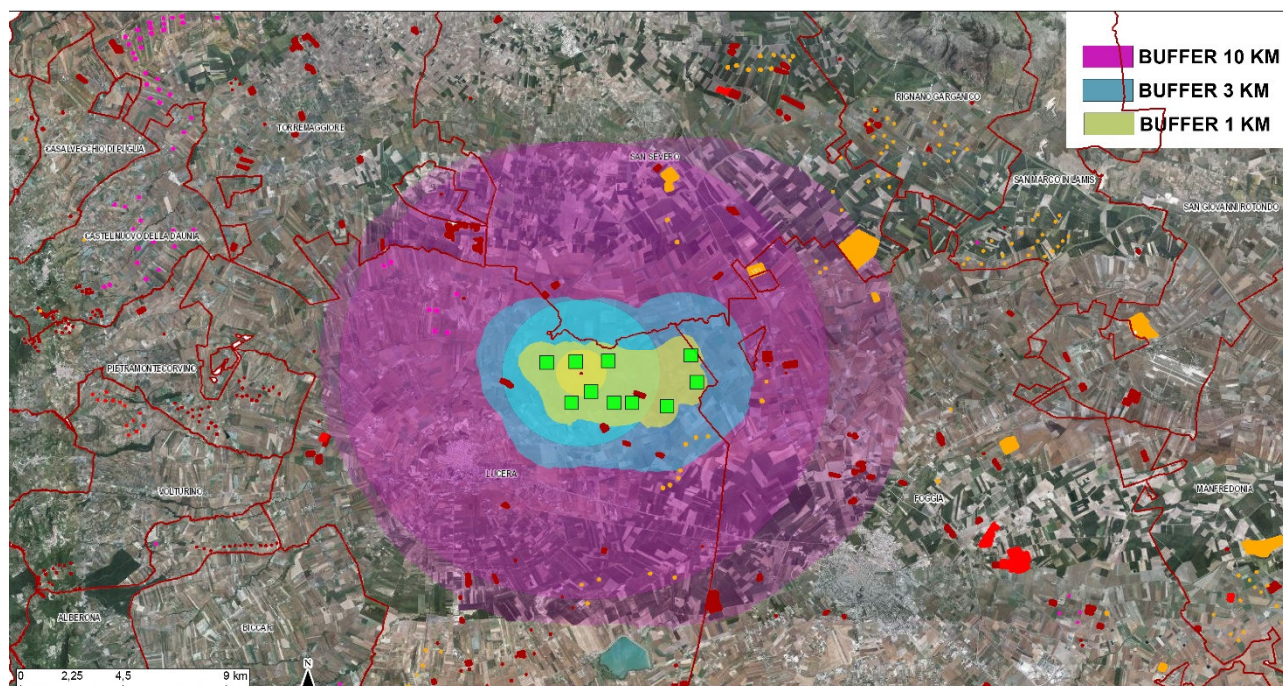 BUFFER 10 KM
BUFFER 3 KM
BUFFER 1 KM
RIGNANO GARGANICO
TORREMAGGIORE
CASALVECCHIO DI PUGLIA
SAN SEVERO
SAN MARCO IN LAMIS
SAN GIOVANNI ROTONDO
CASTELNUOVO DELLA DAUNIA
PIETRAMONTECORVINO
LUCERA
VOLTURINO
FOGGIA
MANFREDONIA
ALBERONA
BICCARI
N
0 2,25 4,5 9 km